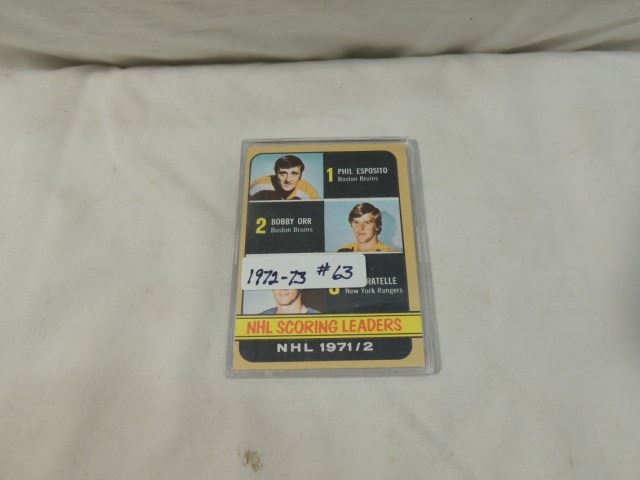 1 PHIL ESPOSITO
Boston Bruins
2 BOBBY ORR
Boston Bruins
1972-73 #63
RATELLE
New York Rangers
NHL SCORING LEADERS
NHL 1971/2